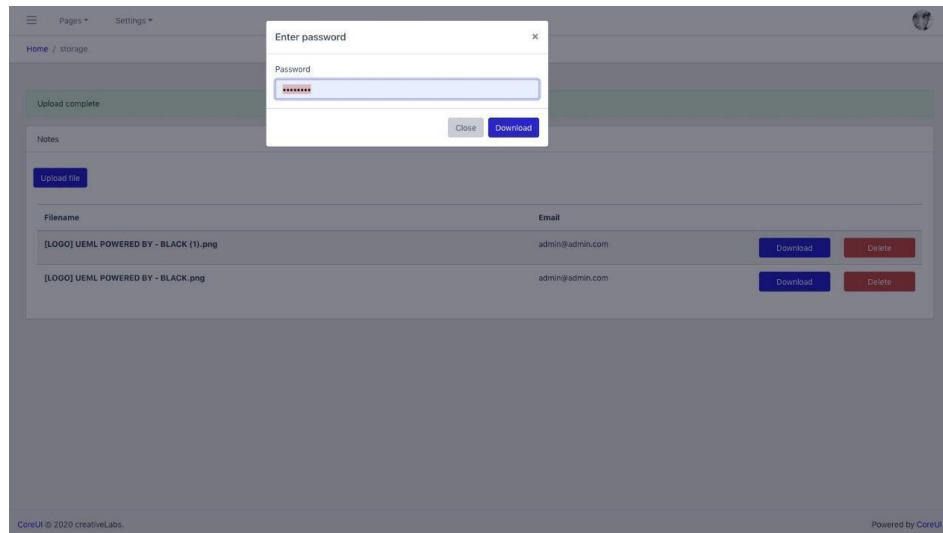 Pages Settings
Home / storage
Enter password ×
Password
••••••••
Close Download
Upload complete
Notes
Upload file
Filename Email
[LOGO] UEML POWERED BY - BLACK (1).png admin@admin.com Download Delete
[LOGO] UEML POWERED BY - BLACK.png admin@admin.com Download Delete
CoreUI © 2020 creativeLabs. Powered by CoreUI